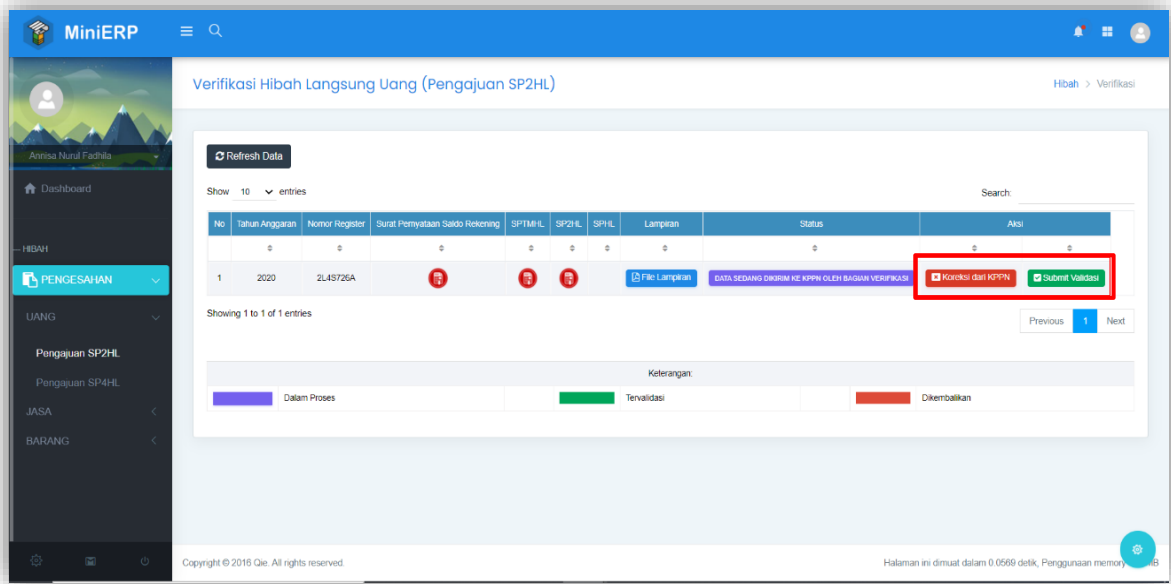 MiniERP
Verifikasi Hibah Langsung Uang (Pengajuan SP2HL)
Hibah > Verifikasi
Annisa Nurul Fadhila
Dashboard
-- HIBAH
PENGESAHAN
UANG
Pengajuan SP2HL
Pengajuan SP4HL
JASA
BARANG
Refresh Data
Show 10 entries
Search:
No Tahun Anggaran Nomor Register Surat Pernyataan Saldo Rekening SPTMHL SP2HL SPHL Lampiran Status Aksi
1 2020 2L4S726A File Lampiran DATA SEDANG DIKIRIM KE KPPN OLEH BAGIAN VERIFIKASI Koreksi dari KPPN Submit Validasi
Showing 1 to 1 of 1 entries
Previous 1 Next
Keterangan:
Dalam Proses Tervalidasi Dikembalikan
Copyright © 2016 Qie. All rights reserved.
Halaman ini dimuat dalam 0.0569 detik, Penggunaan memory